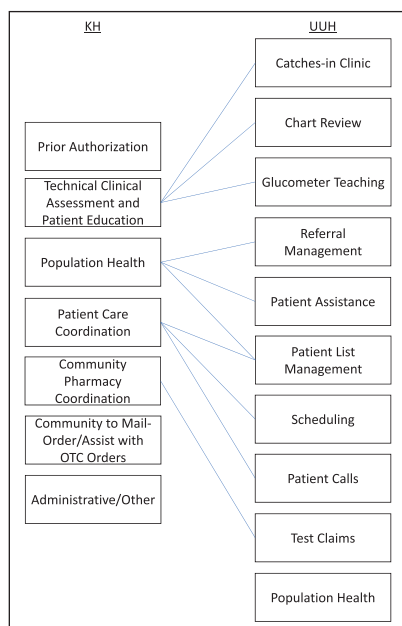 KH
Prior Authorization
Technical Clinical
Assessment and
Patient Education
Population Health
Patient Care
Coordination
Community
Pharmacy
Coordination
Community to Mail-
Order/Assist with
OTC Orders
Administrative/Other
UUH
Catches-in Clinic
Chart Review
Glucometer Teaching
Referral
Management
Patient Assistance
Patient List
Management
Scheduling
Patient Calls
Test Claims
Population Health